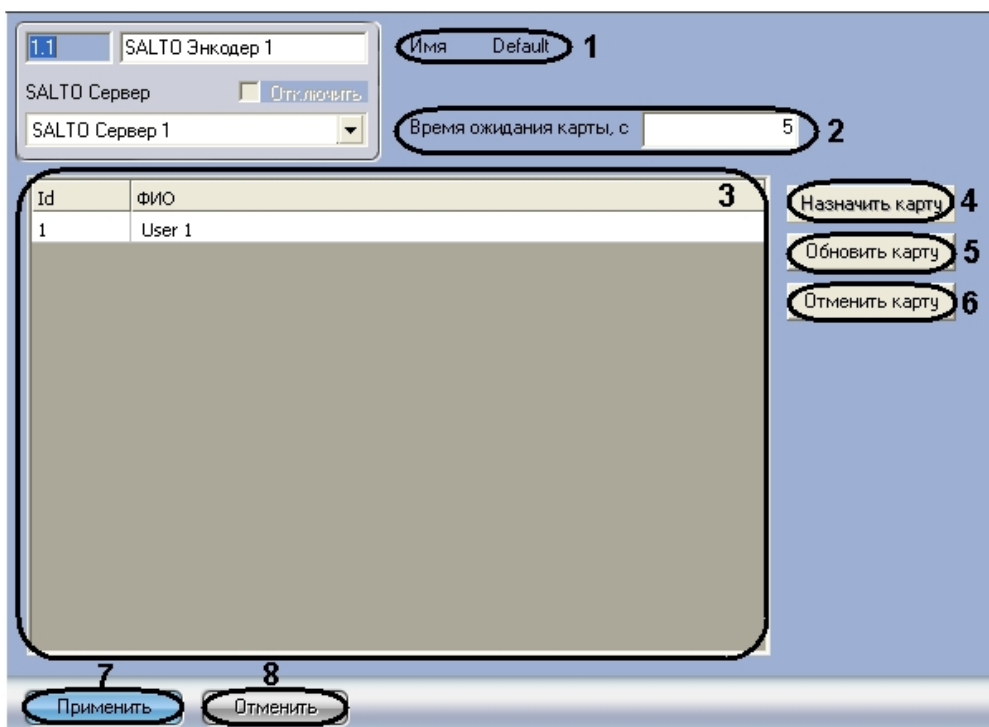 1.1 SALTO Энкодер 1
SALTO Сервер Отключить
SALTO Сервер 1
Имя Default 1
Время ожидания карты, с 5 2
Id ФИО 3
1 User 1
Назначить карту 4
Обновить карту 5
Отменить карту 6
7 8
Применить Отменить